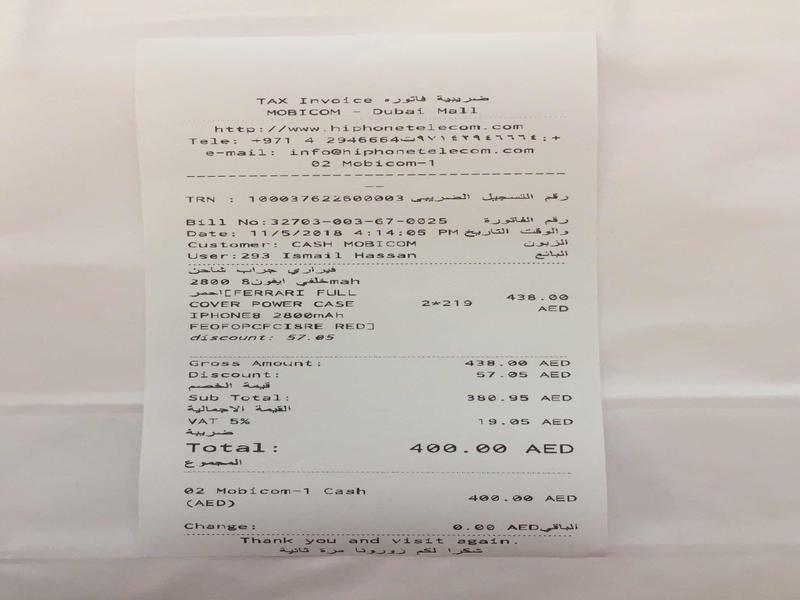 TAX Invoice ضريبية فاتوره
MOBICOM - Dubai Mall
http://www.hiphonetelecom.com
Tele: +971 4 2946664ت٩٧١٤٢٩٤٦٦٦٤:+
e-mail: info@hiphonetelecom.com
02 Mobicom-1
TRN : 100037622600003 رقم التسجيل الضريبي
Bill No:32703-003-67-0025 رقم الفاتورة
Date: 11/5/2018 4:14:05 PM والوقت التاريخ
Customer: CASH MOBICOM الزبون
User:293 Ismail Hassan البائع
فيراري جراب شاحن
2800 خلفي ايفون8mah
احمر[FERRARI FULL
COVER POWER CASE 2*219 438.00 AED
IPHONE8 2800mAh
FEOFOPCFCI8RE RED]
discount: 57.05
Gross Amount: 438.00 AED
Discount: 57.05 AED
قيمة الخصم
Sub Total: 380.95 AED
القيمة الاجمالية
VAT 5% 19.05 AED
ضريبة
Total: 400.00 AED
المجموع
02 Mobicom-1 Cash 400.00 AED
(AED)
Change: 0.00 AED الباقي
Thank you and visit again.
شكرا لكم زورونا مرة ثانية